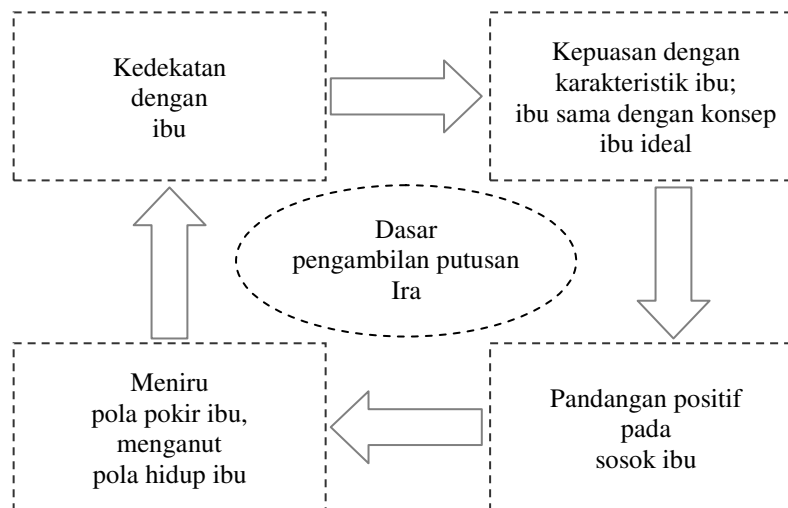 Kedekatan
dengan
ibu
Kepuasan dengan
karakteristik ibu;
ibu sama dengan konsep
ibu ideal
Dasar
pengambilan putusan
Ira
Meniru
pola pokir ibu,
menganut
pola hidup ibu
Pandangan positif
pada
sosok ibu